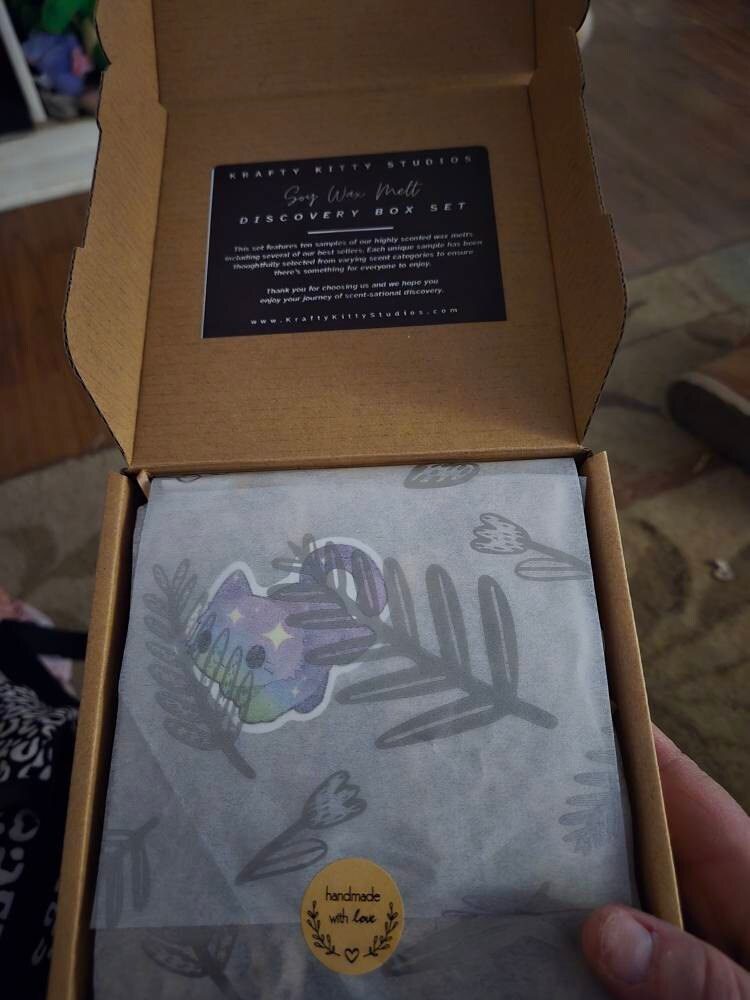 KRAFTY KITTY STUDIOS
Soy Wax Melt
DISCOVERY BOX SET
This set features ten samples of our highly scented wax melts
including several of our best sellers. Each unique sample has been
thoughtfully selected from varying scent categories to ensure
there's something for everyone to enjoy.
Thank you for choosing us and we hope you
enjoy your journey of scent-sational discovery.
www.KraftyKittyStudios.com
handmade
with love